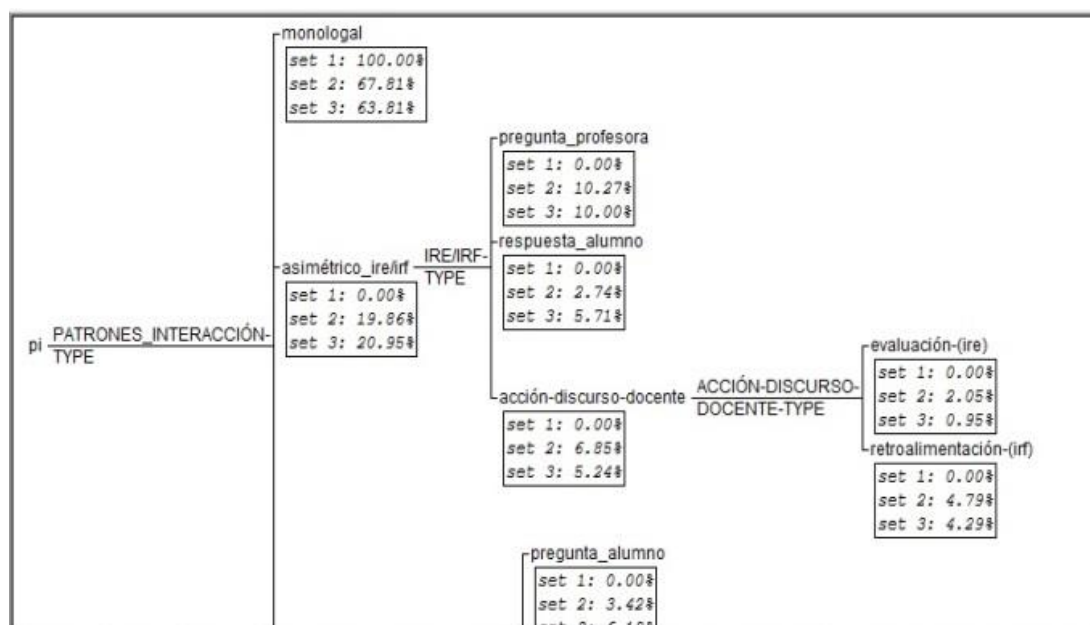 monologal
set 1: 100.00%
set 2: 67.81%
set 3: 63.81%
pregunta_profesora
set 1: 0.00%
set 2: 10.27%
set 3: 10.00%
respuesta_alumno
set 1: 0.00%
set 2: 2.74%
set 3: 5.71%
asimétrico_ire/irf
IRE/IRF-
TYPE
set 1: 0.00%
set 2: 19.86%
set 3: 20.95%
pi
PATRONES_INTERACCIÓN-
TYPE
acción-discurso-docente
ACCIÓN-DISCURSO-
DOCENTE-TYPE
set 1: 0.00%
set 2: 6.85%
set 3: 5.24%
evaluación-(ire)
set 1: 0.00%
set 2: 2.05%
set 3: 0.95%
retroalimentación-(irf)
set 1: 0.00%
set 2: 4.79%
set 3: 4.29%
pregunta_alumno
set 1: 0.00%
set 2: 3.42%